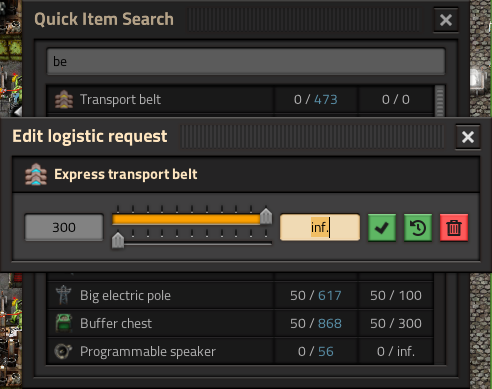 Quick Item Search
be
Transport belt 0 / 473 0 / 0
Edit logistic request
Express transport belt
300 inf.
Big electric pole 50 / 617 50 / 100
Buffer chest 50 / 868 50 / 300
Programmable speaker 0 / 56 0 / inf.